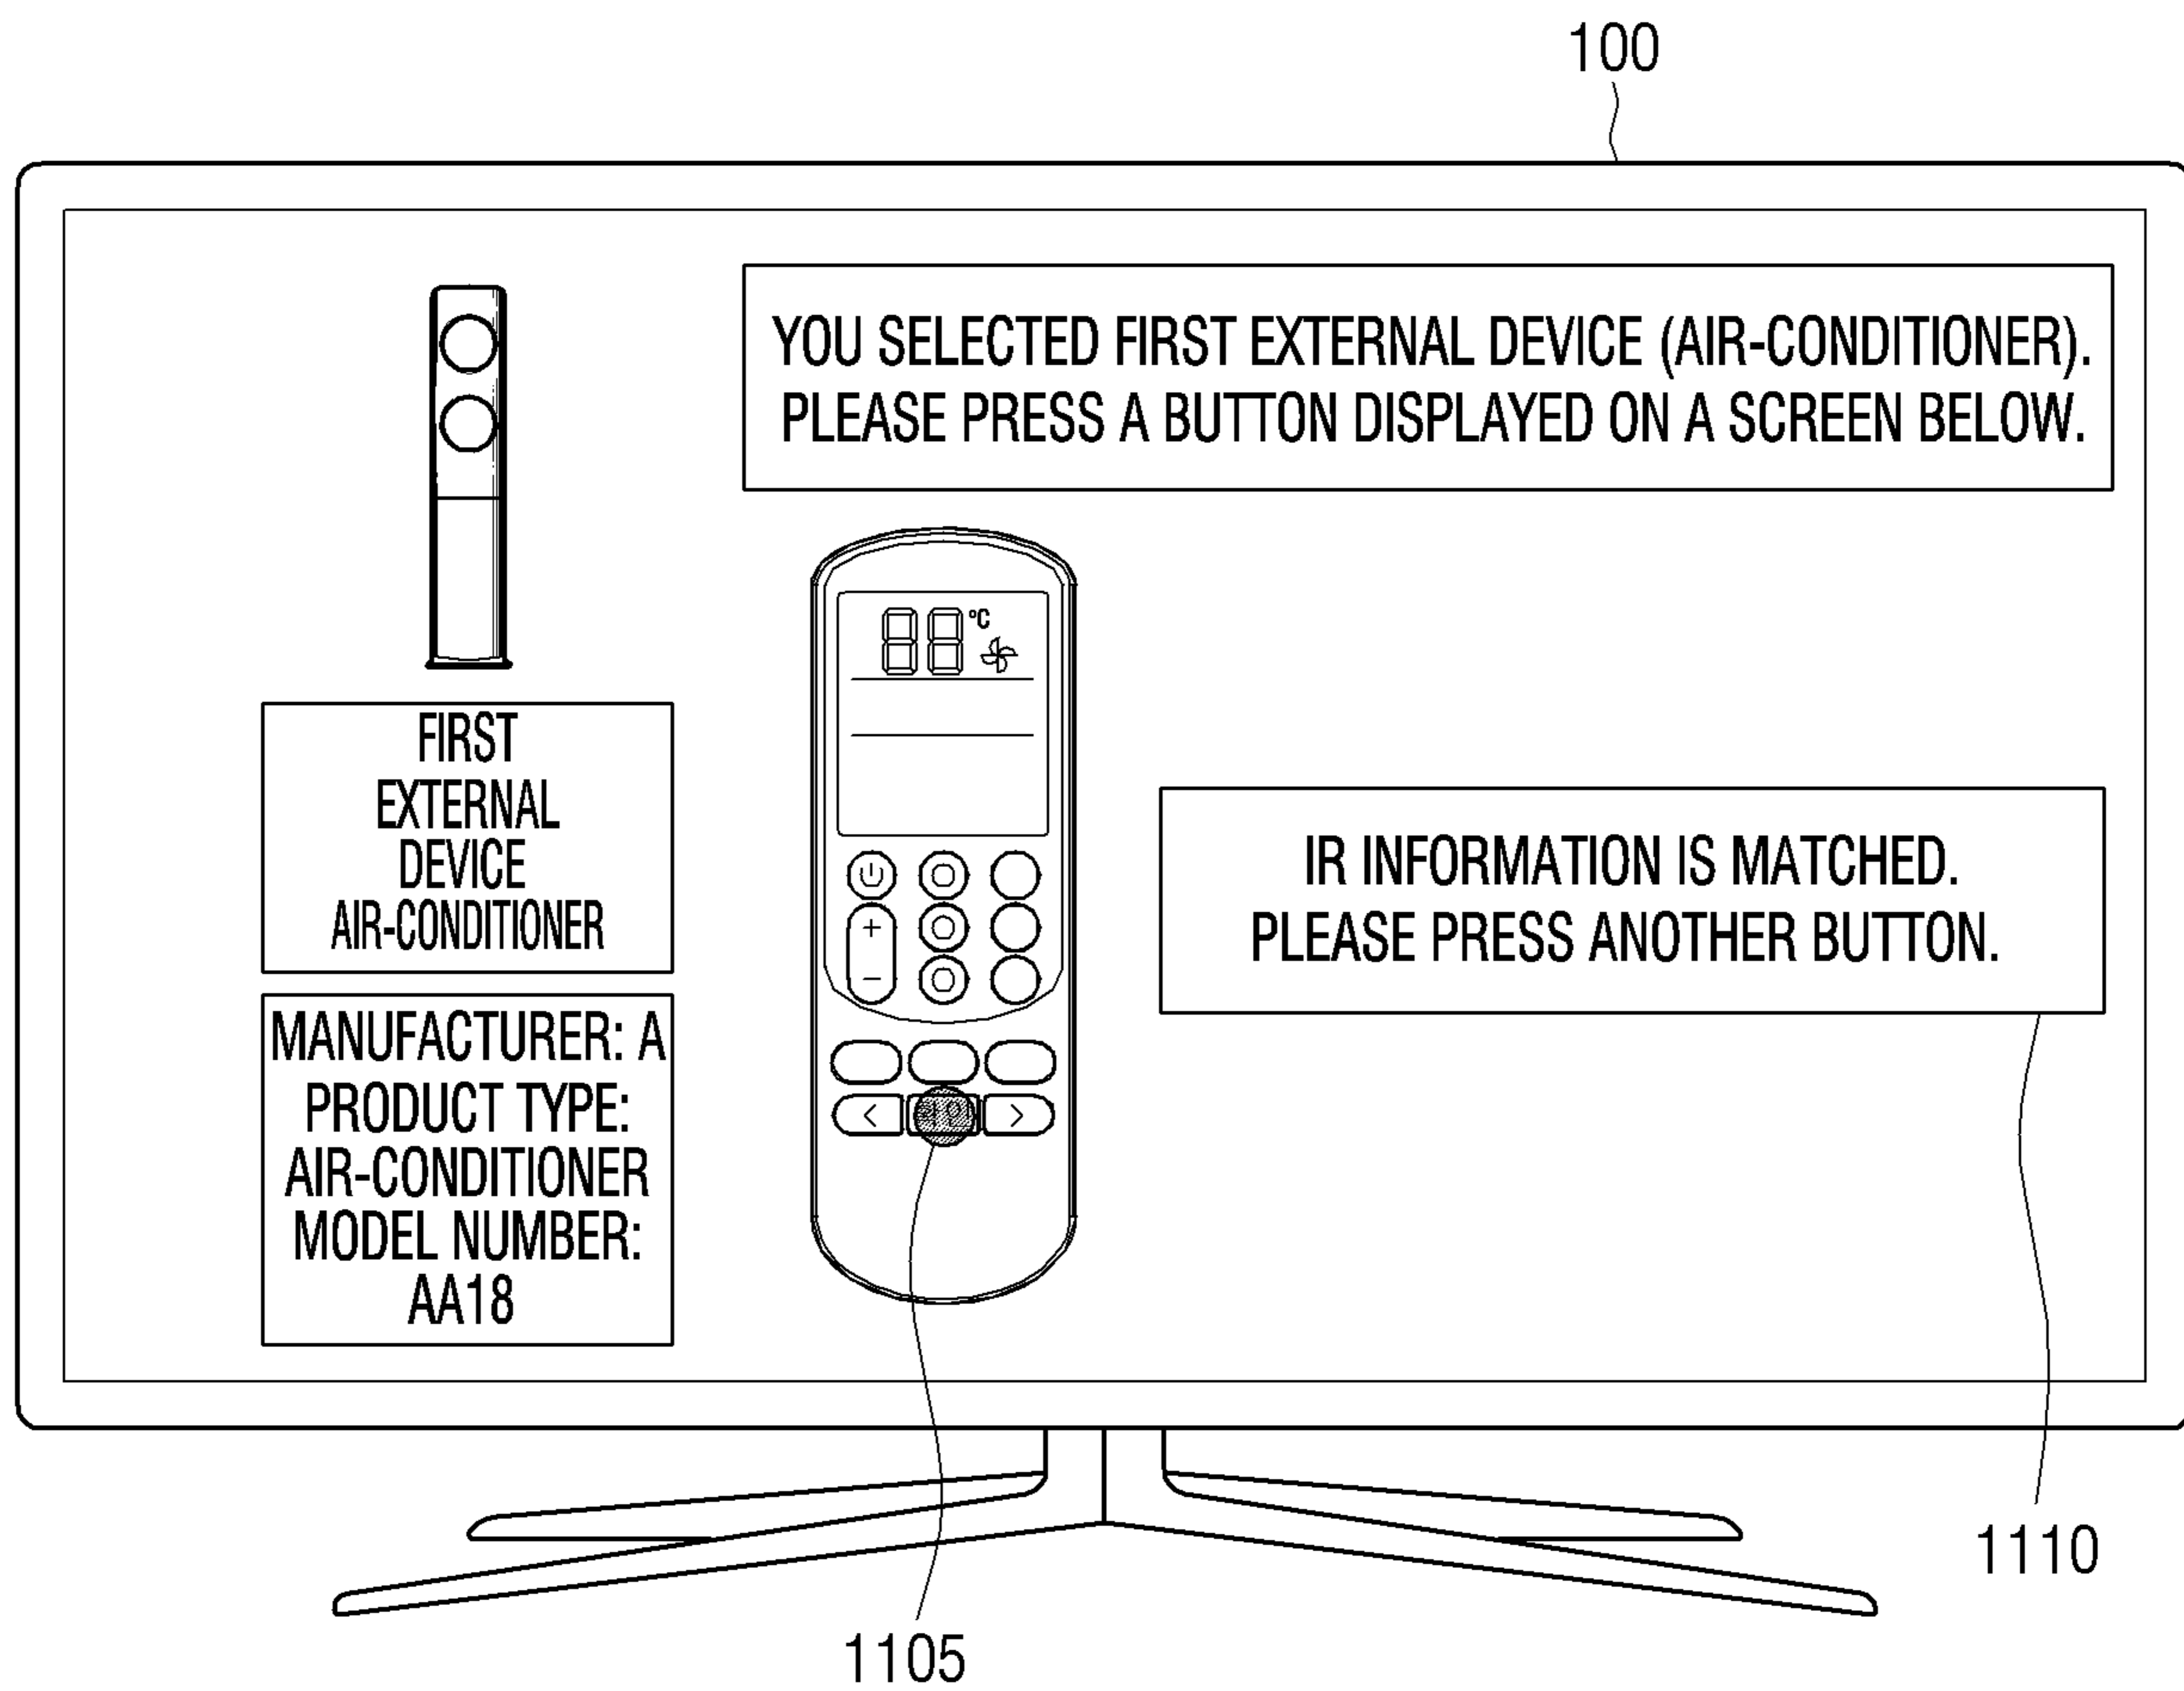 100
YOU SELECTED FIRST EXTERNAL DEVICE (AIR-CONDITIONER).
PLEASE PRESS A BUTTON DISPLAYED ON A SCREEN BELOW.
88 °C
FIRST
EXTERNAL
DEVICE
AIR-CONDITIONER
MANUFACTURER: A
PRODUCT TYPE:
AIR-CONDITIONER
MODEL NUMBER:
AA18
+
−
<
>
IR INFORMATION IS MATCHED.
PLEASE PRESS ANOTHER BUTTON.
1110
1105